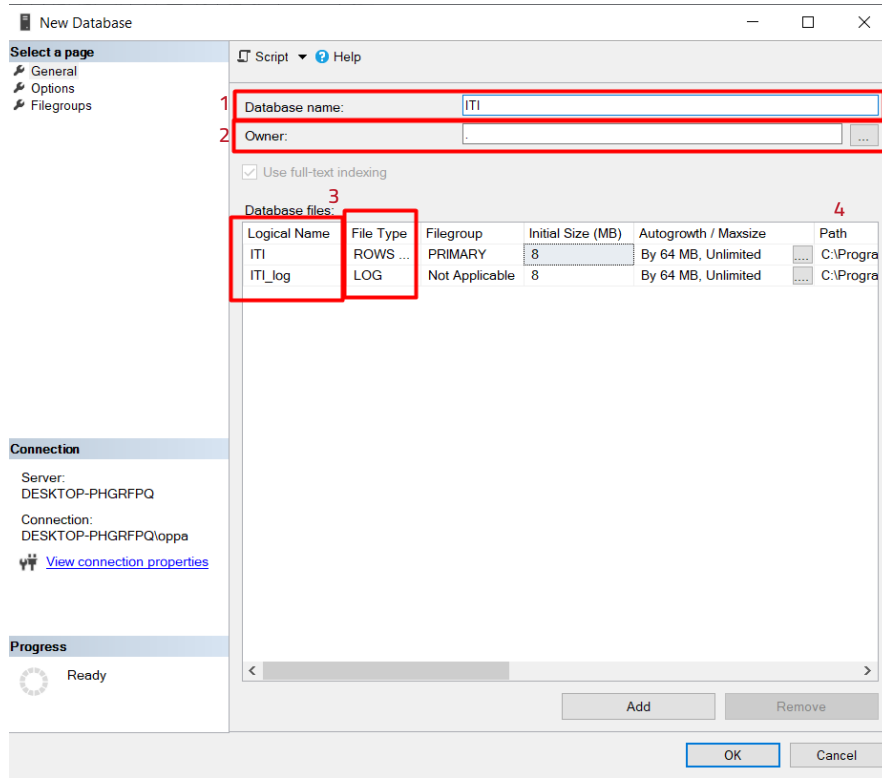 New Database
Select a page
General
Options
Filegroups
Script Help
1 Database name: ITI
2 Owner: . ...
Use full-text indexing
3
4
Database files:
Logical Name File Type Filegroup Initial Size (MB) Autogrowth / Maxsize Path
ITI ROWS ... PRIMARY 8 By 64 MB, Unlimited .... C:\Progra
ITI_log LOG Not Applicable 8 By 64 MB, Unlimited .... C:\Progra
Connection
Server:
DESKTOP-PHGRFPQ
Connection:
DESKTOP-PHGRFPQ\oppa
View connection properties
Progress
Ready
Add Remove
OK Cancel